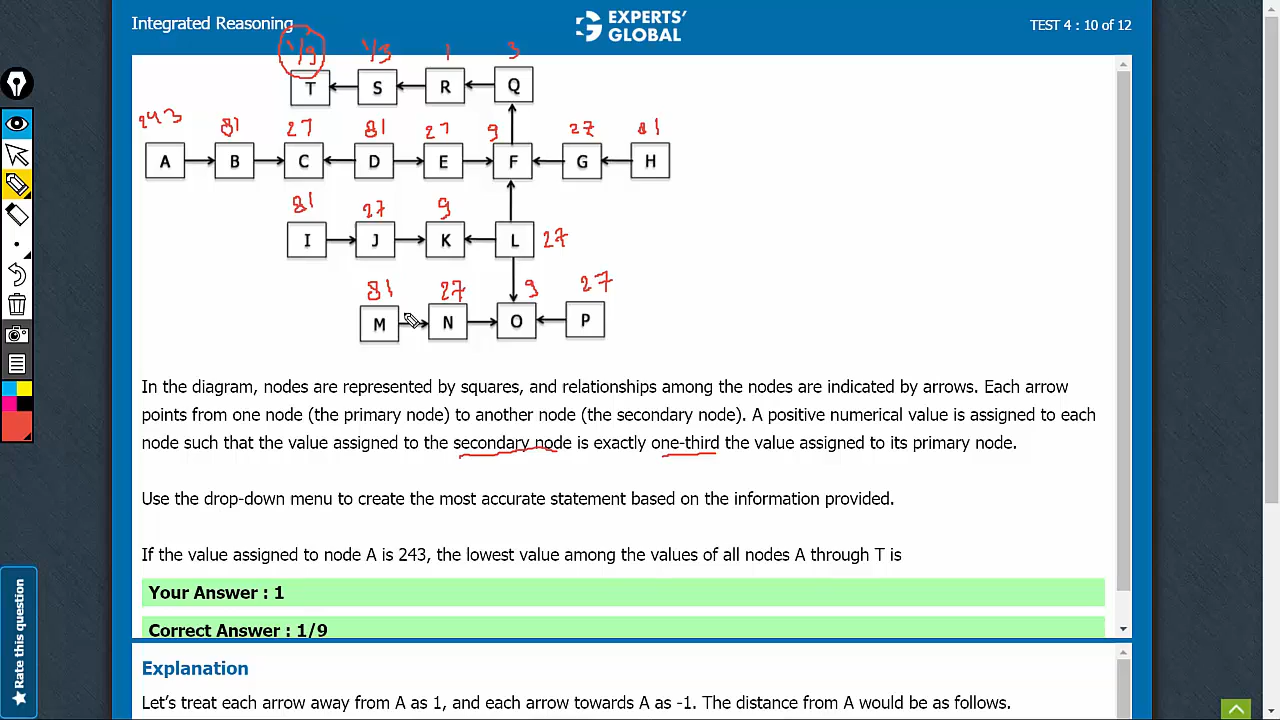 Integrated Reasoning
EXPERTS'
GLOBAL
TEST 4 : 10 of 12
1/9 1/3 1 3
T S R Q
243 81 27 81 27 9 27 81
A B C D E F G H
81 27 9
I J K L 27
81 27 9 27
M N O P
In the diagram, nodes are represented by squares, and relationships among the nodes are indicated by arrows. Each arrow
points from one node (the primary node) to another node (the secondary node). A positive numerical value is assigned to each
node such that the value assigned to the secondary node is exactly one-third the value assigned to its primary node.
Use the drop-down menu to create the most accurate statement based on the information provided.
If the value assigned to node A is 243, the lowest value among the values of all nodes A through T is
Your Answer : 1
Correct Answer : 1/9
Explanation
Let's treat each arrow away from A as 1, and each arrow towards A as -1. The distance from A would be as follows.
★ Rate this question